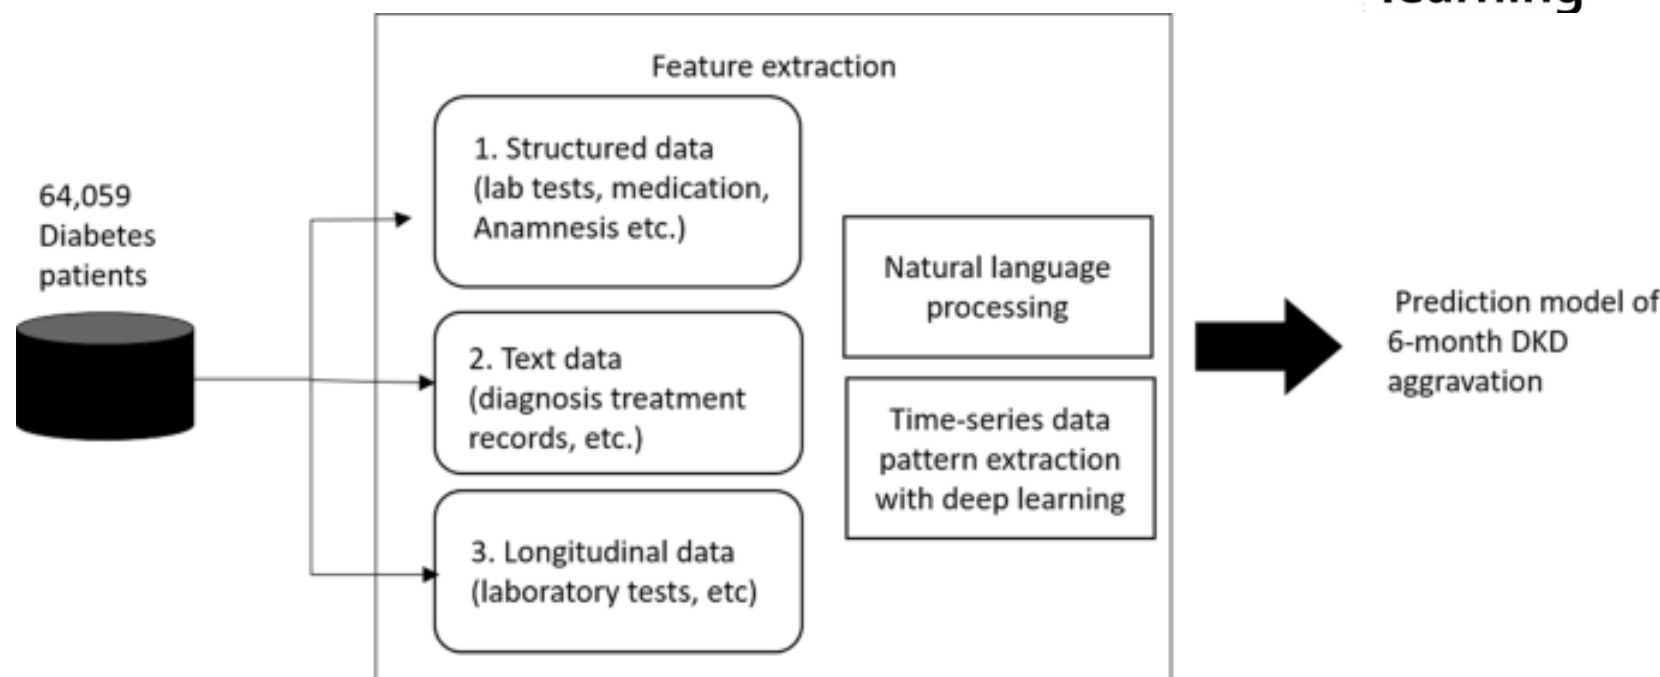 learning
Feature extraction
64,059
Diabetes
patients
1. Structured data
(lab tests, medication,
Anamnesis etc.)
2. Text data
(diagnosis treatment
records, etc.)
3. Longitudinal data
(laboratory tests, etc)
Natural language
processing
Time-series data
pattern extraction
with deep learning
Prediction model of
6-month DKD
aggravation